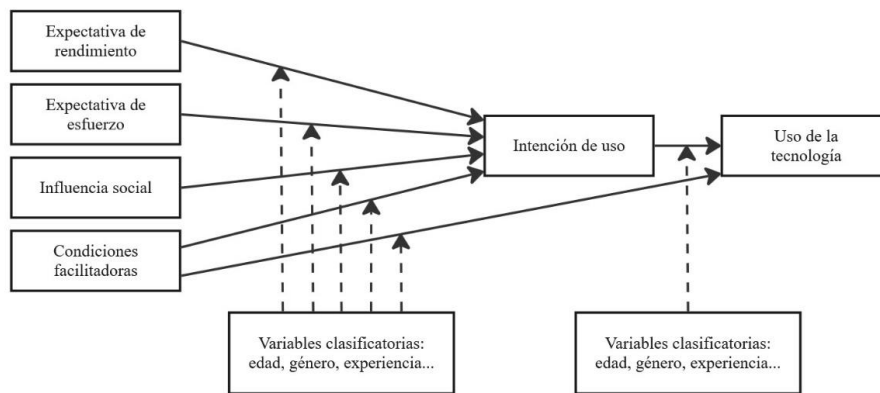 Expectativa de
rendimiento
Expectativa de
esfuerzo
Influencia social
Condiciones
facilitadoras
Intención de uso
Uso de la
tecnología
Variables clasificatorias:
edad, género, experiencia...
Variables clasificatorias:
edad, género, experiencia...